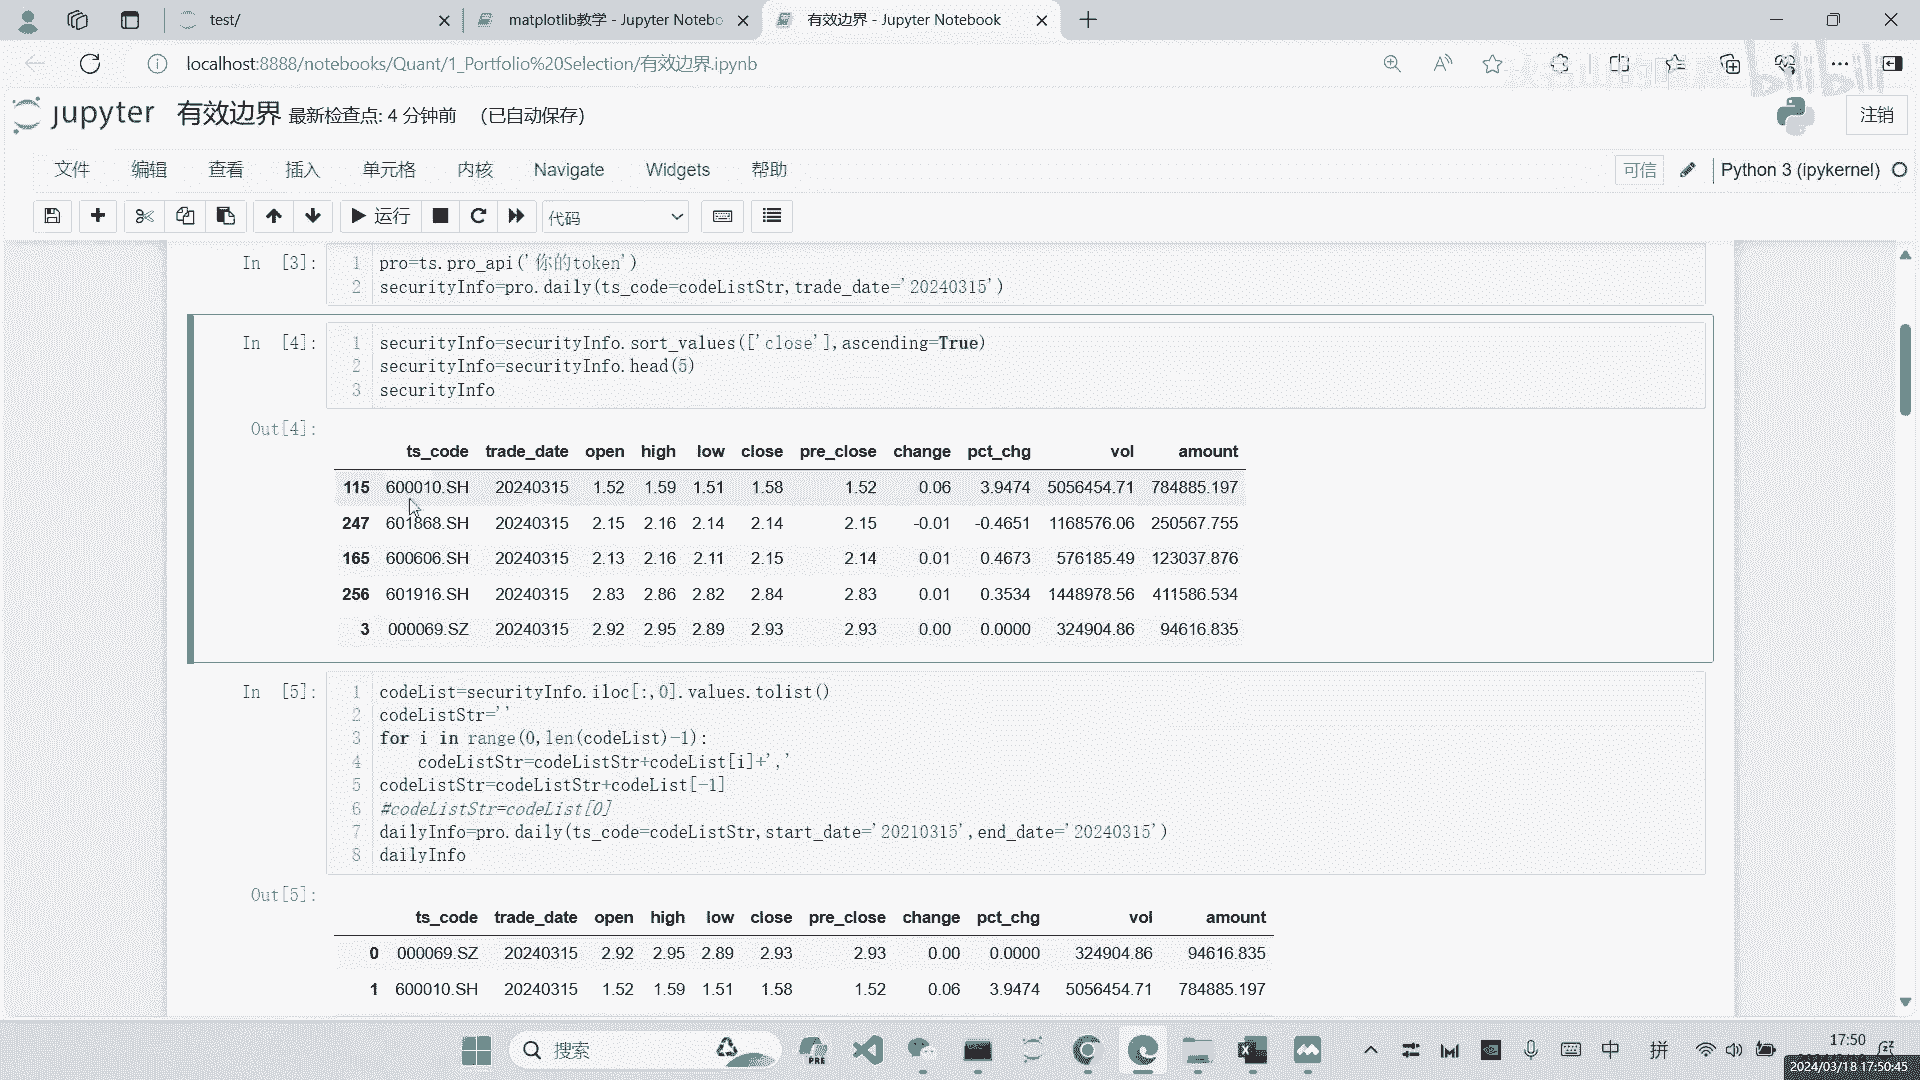 test/
matplotlib教学 - Jupyter Notebo
有效边界 - Jupyter Notebook
localhost:8888/notebooks/Quant/1_Portfolio%20Selection/有效边界.ipynb
bilibili
jupyter 有效边界 最新检查点: 4 分钟前 (已自动保存)
注销
文件 编辑 查看 插入 单元格 内核 Navigate Widgets 帮助
可信 Python 3 (ipykernel)
运行 代码
In [3]:
1 pro=ts.pro_api('你的token')
2 securityInfo=pro.daily(ts_code=codeListStr,trade_date='20240315')
In [4]:
1 securityInfo=securityInfo.sort_values(['close'],ascending=True)
2 securityInfo=securityInfo.head(5)
3 securityInfo
Out[4]:
ts_code trade_date open high low close pre_close change pct_chg vol amount
115 600010.SH 20240315 1.52 1.59 1.51 1.58 1.52 0.06 3.9474 5056454.71 784885.197
247 601868.SH 20240315 2.15 2.16 2.14 2.14 2.15 -0.01 -0.4651 1168576.06 250567.755
165 600606.SH 20240315 2.13 2.16 2.11 2.15 2.14 0.01 0.4673 576185.49 123037.876
256 601916.SH 20240315 2.83 2.86 2.82 2.84 2.83 0.01 0.3534 1448978.56 411586.534
3 000069.SZ 20240315 2.92 2.95 2.89 2.93 2.93 0.00 0.0000 324904.86 94616.835
In [5]:
1 codeList=securityInfo.iloc[:,0].values.tolist()
2 codeListStr=''
3 for i in range(0,len(codeList)-1):
4 codeListStr=codeListStr+codeList[i]+','
5 codeListStr=codeListStr+codeList[-1]
6 #codeListStr=codeList[0]
7 dailyInfo=pro.daily(ts_code=codeListStr,start_date='20210315',end_date='20240315')
8 dailyInfo
Out[5]:
ts_code trade_date open high low close pre_close change pct_chg vol amount
0 000069.SZ 20240315 2.92 2.95 2.89 2.93 2.93 0.00 0.0000 324904.86 94616.835
1 600010.SH 20240315 1.52 1.59 1.51 1.58 1.52 0.06 3.9474 5056454.71 784885.197
搜索
PRE
中
拼
17:50
2024/03/18 17:50:45